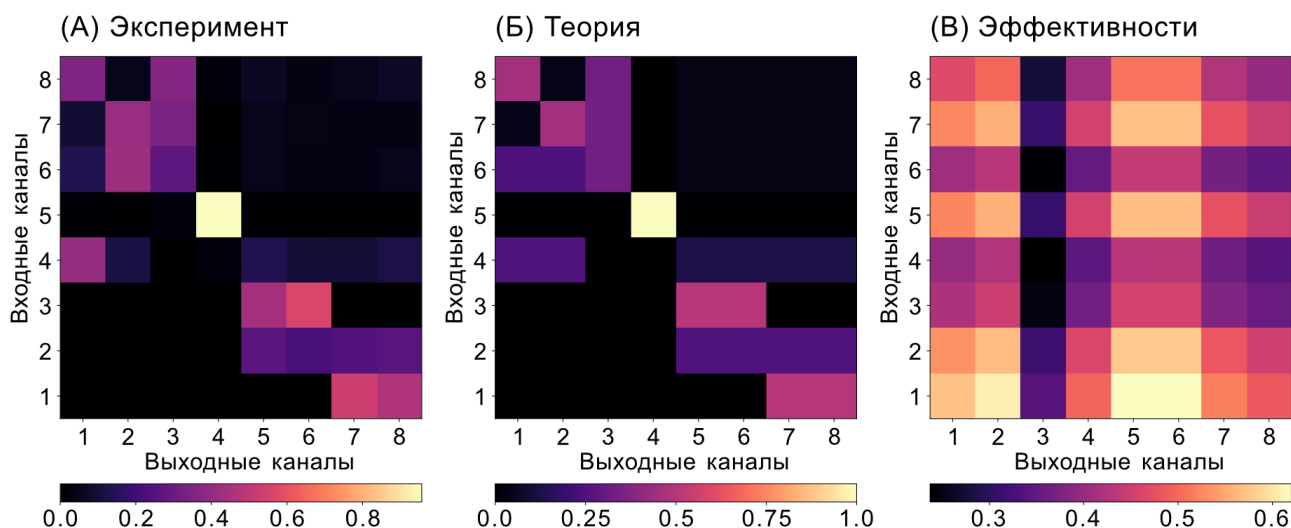 (А) Эксперимент
8
7
6
5
4
3
2
1
Входные каналы
1 2 3 4 5 6 7 8
Выходные каналы
0.0 0.2 0.4 0.6 0.8
(Б) Теория
8
7
6
5
4
3
2
1
Входные каналы
1 2 3 4 5 6 7 8
Выходные каналы
0.0 0.25 0.5 0.75 1.0
(В) Эффективности
8
7
6
5
4
3
2
1
Входные каналы
1 2 3 4 5 6 7 8
Выходные каналы
0.3 0.4 0.5 0.6